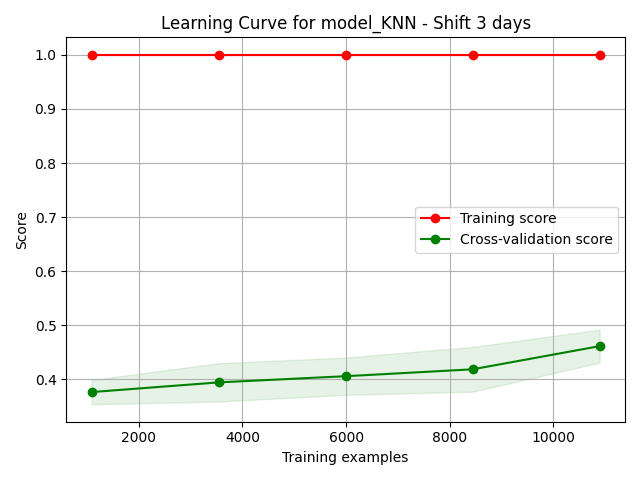 Learning Curve for model_KNN - Shift 3 days
1.0
0.9
0.8
0.7
0.6
0.5
0.4
Score
Training score
Cross-validation score
2000
4000
6000
8000
10000
Training examples